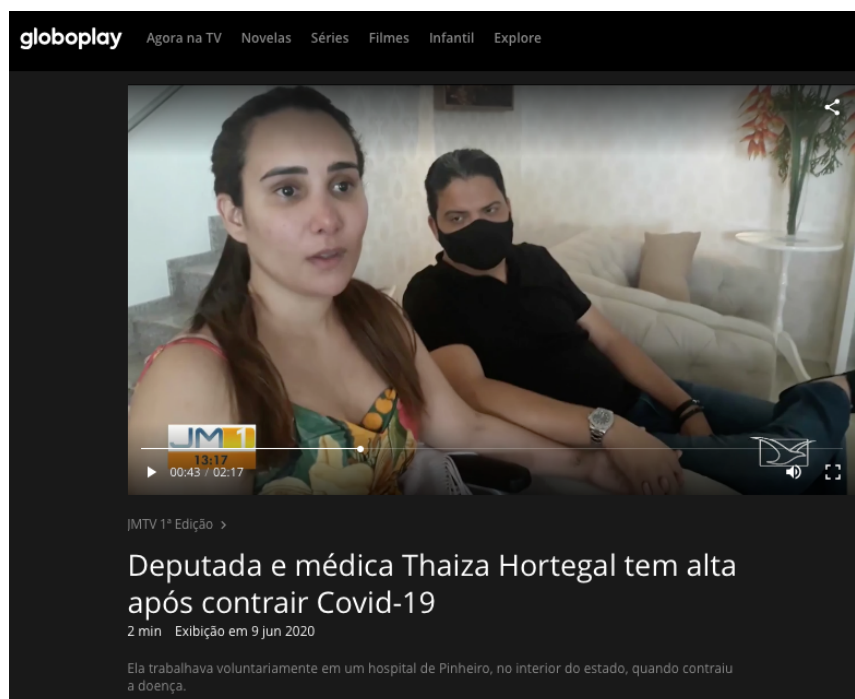 globoplay Agora na TV Novelas Séries Filmes Infantil Explore
JM 1
13:17
00:43 / 02:17
JMTV 1ª Edição >
Deputada e médica Thaiza Hortegal tem alta
após contrair Covid-19
2 min Exibição em 9 jun 2020
Ela trabalhava voluntariamente em um hospital de Pinheiro, no interior do estado, quando contraiu
a doença.